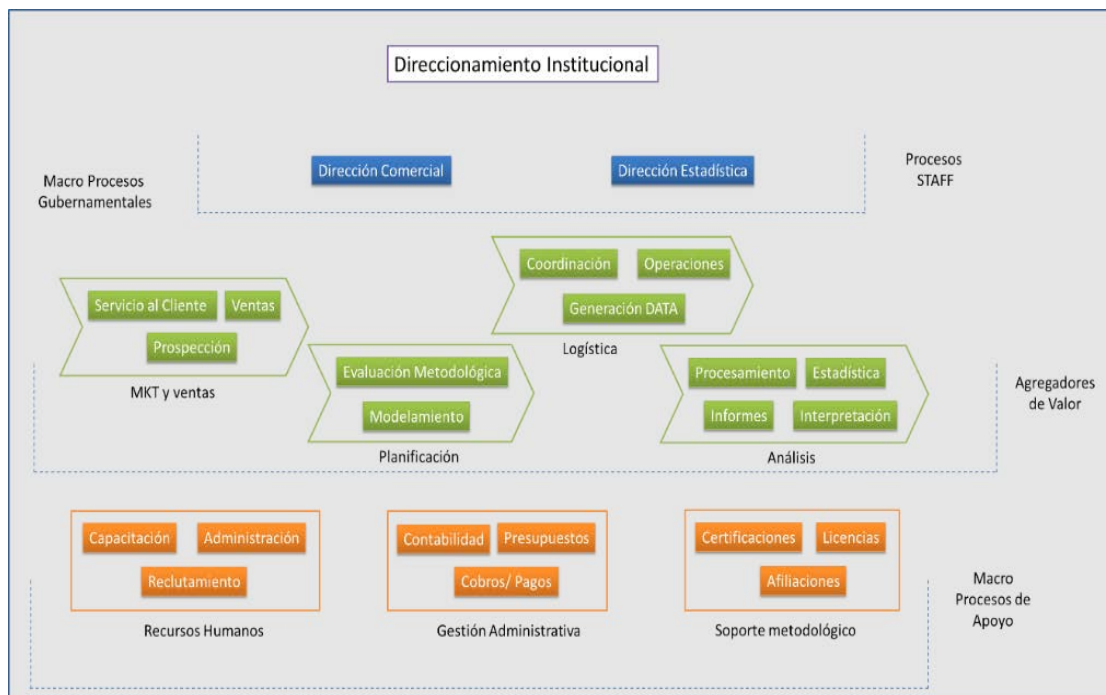 Direccionamiento Institucional
Macro Procesos
Gubernamentales
Dirección Comercial
Dirección Estadística
Procesos
STAFF
Servicio al Cliente
Ventas
Prospección
MKT y ventas
Evaluación Metodológica
Modelamiento
Planificación
Coordinación
Operaciones
Generación DATA
Logística
Procesamiento
Estadística
Informes
Interpretación
Análisis
Agregadores
de Valor
Capacitación
Administración
Reclutamiento
Recursos Humanos
Contabilidad
Presupuestos
Cobros/ Pagos
Gestión Administrativa
Certificaciones
Licencias
Afiliaciones
Soporte metodológico
Macro
Procesos de
Apoyo